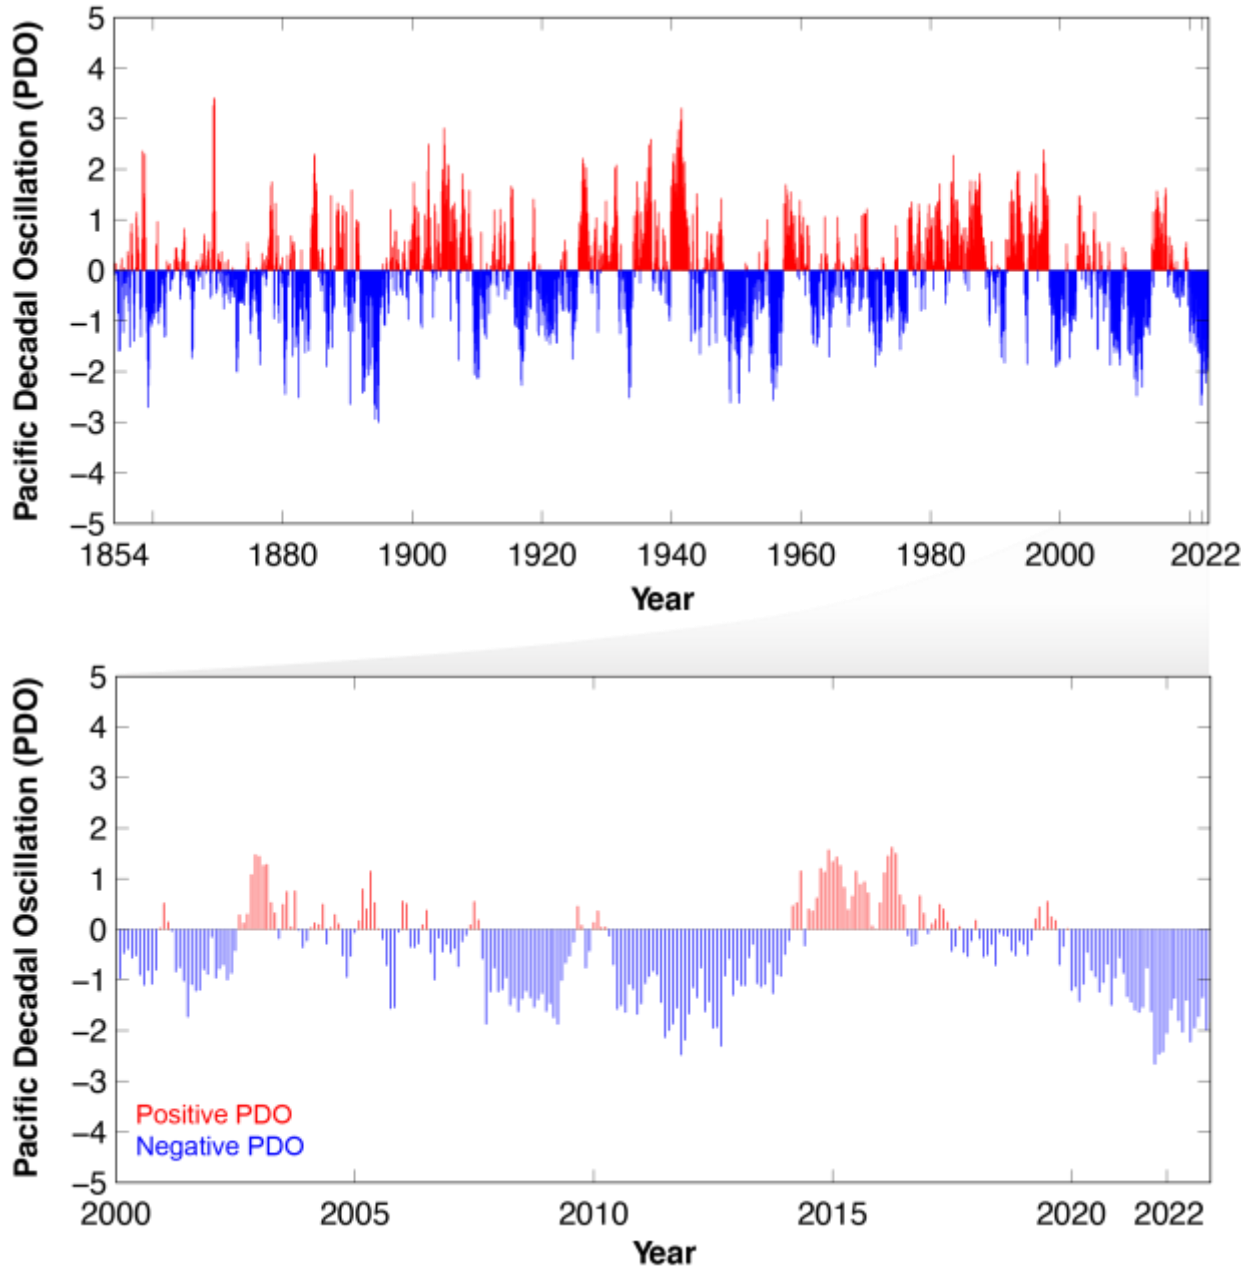 Pacific Decadal Oscillation (PDO)
5
4
3
2
1
0
−1
−2
−3
−4
−5
1854 1880 1900 1920 1940 1960 1980 2000 2022
Year
Pacific Decadal Oscillation (PDO)
5
4
3
2
1
0
−1
−2
−3
−4
−5
Positive PDO
Negative PDO
2000 2005 2010 2015 2020 2022
Year